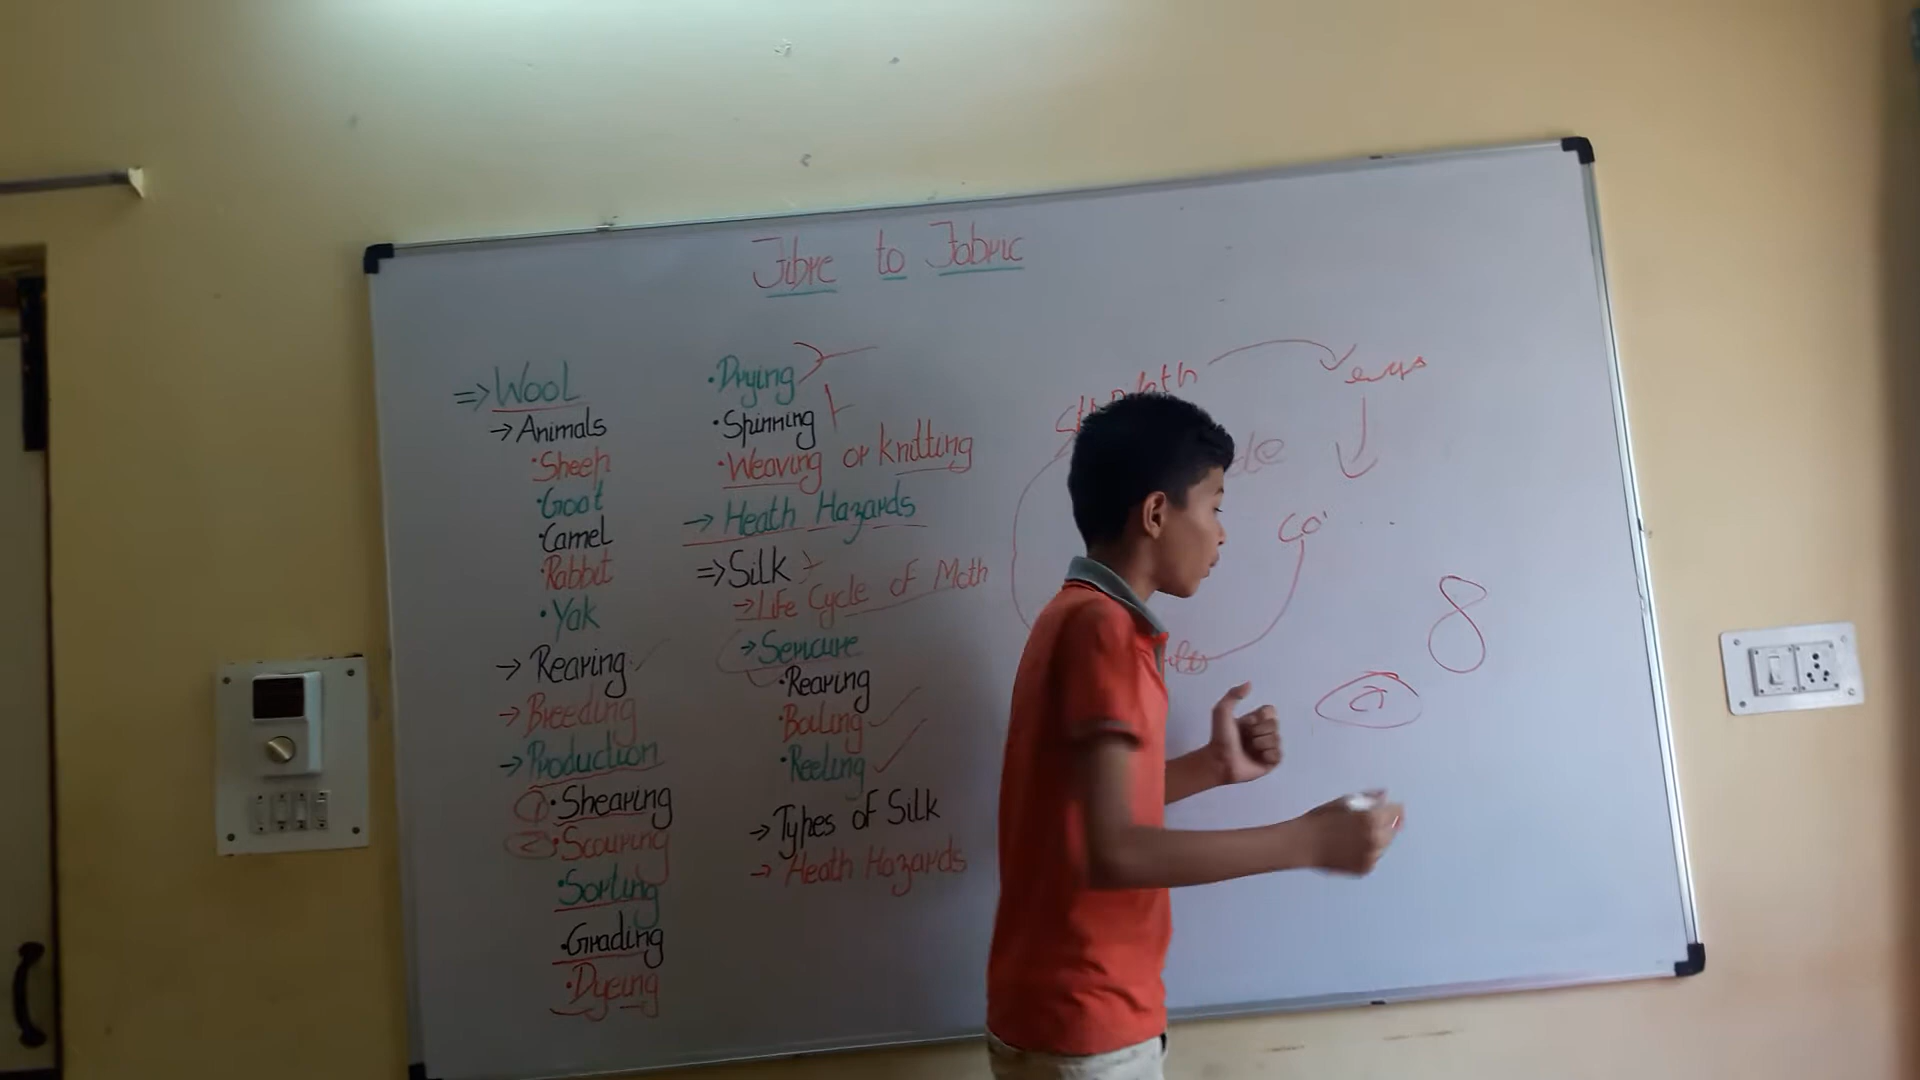 Fibre to Fabric
=> Wool
→ Animals
• Sheep
• Goat
• Camel
• Rabbit
• Yak
→ Rearing
→ Breeding
→ Production
① • Shearing
② • Scouring
• Sorting
• Grading
• Dyeing
• Drying
• Spinning
• Weaving or Knitting
→ Heath Hazards
=> Silk
→ Life Cycle of Moth
→ Sericure
• Rearing
• Boiling
• Reeling
→ Types of Silk
→ Heath Hazards
eggs
co
8